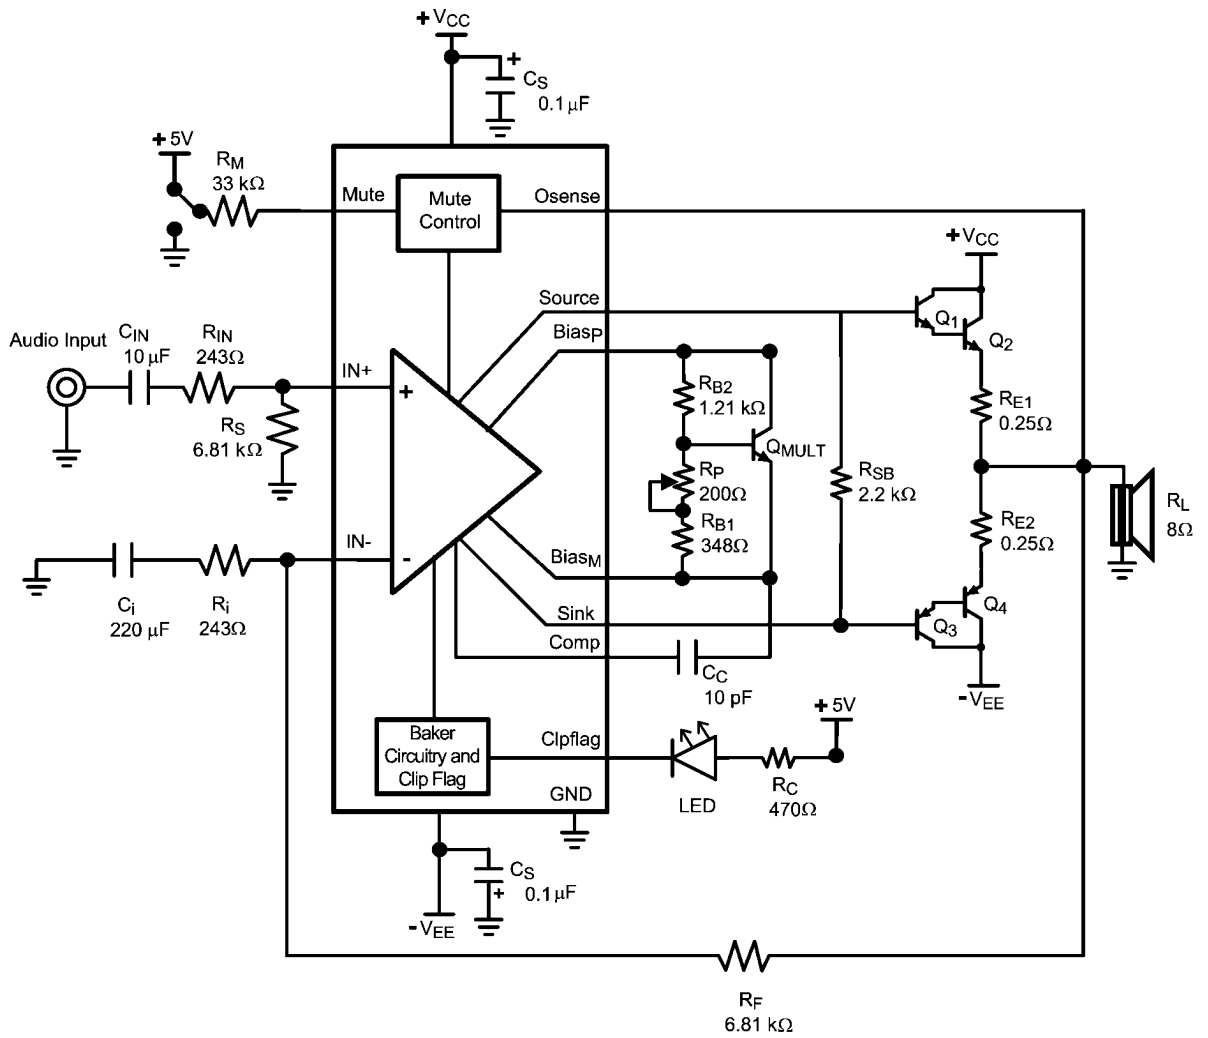 +VCC
+
CS
0.1 µF
+5V
RM
33 kΩ
Mute
Mute
Control
Osense
+VCC
Source
BiasP
Q1
Q2
Audio Input
CIN
10 µF
RIN
243Ω
IN+
+
RS
6.81 kΩ
RB2
1.21 kΩ
QMULT
RE1
0.25Ω
RP
200Ω
RSB
2.2 kΩ
RL
8Ω
RB1
348Ω
RE2
0.25Ω
IN-
-
BiasM
Ci
220 µF
Ri
243Ω
Sink
Q3
Q4
Comp
CC
10 pF
-VEE
+5V
Baker
Circuitry and
Clip Flag
Clpflag
LED
RC
470Ω
GND
CS
0.1 µF
+
-VEE
RF
6.81 kΩ